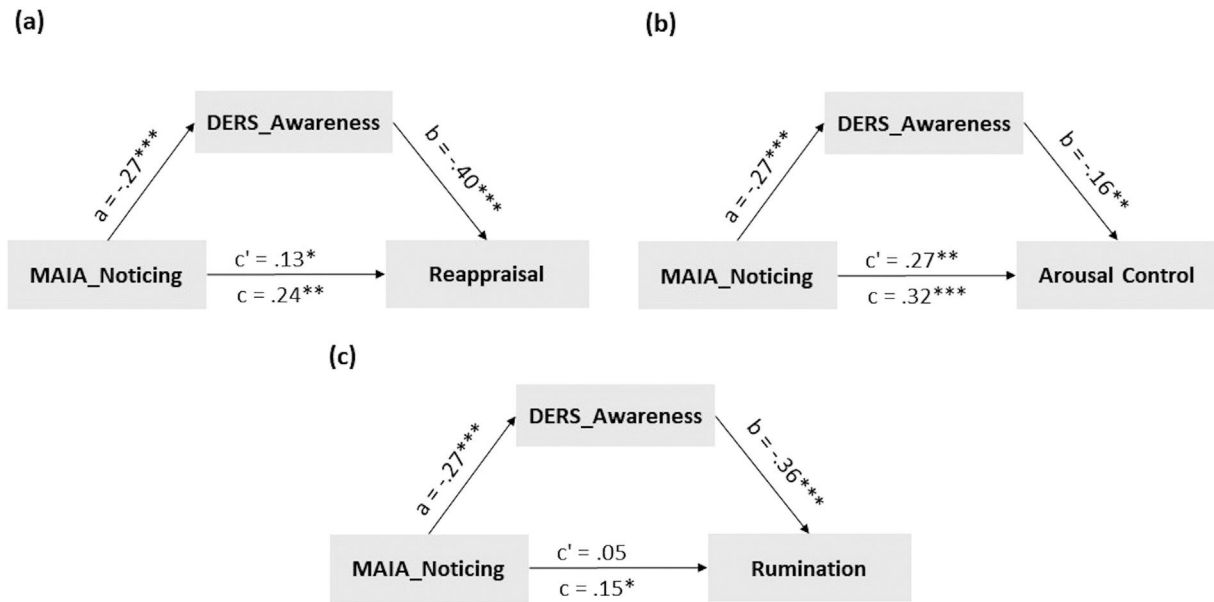 (a)
DERS_Awareness
a = -.27***
b = -.40***
MAIA_Noticing
c' = .13*
c = .24**
Reappraisal
(b)
DERS_Awareness
a = -.27***
b = -.16**
MAIA_Noticing
c' = .27**
c = .32***
Arousal Control
(c)
DERS_Awareness
a = -.27***
b = -.36***
MAIA_Noticing
c' = .05
c = .15*
Rumination